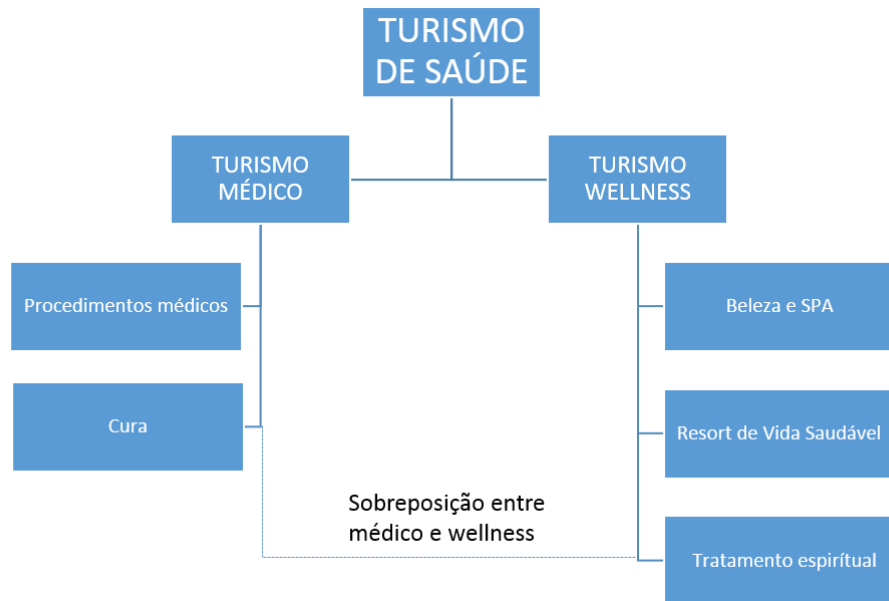 TURISMO
DE SAÚDE
TURISMO
MÉDICO
TURISMO
WELLNESS
Procedimentos médicos
Beleza e SPA
Cura
Resort de Vida Saudável
Sobreposição entre
médico e wellness
Tratamento espirítual